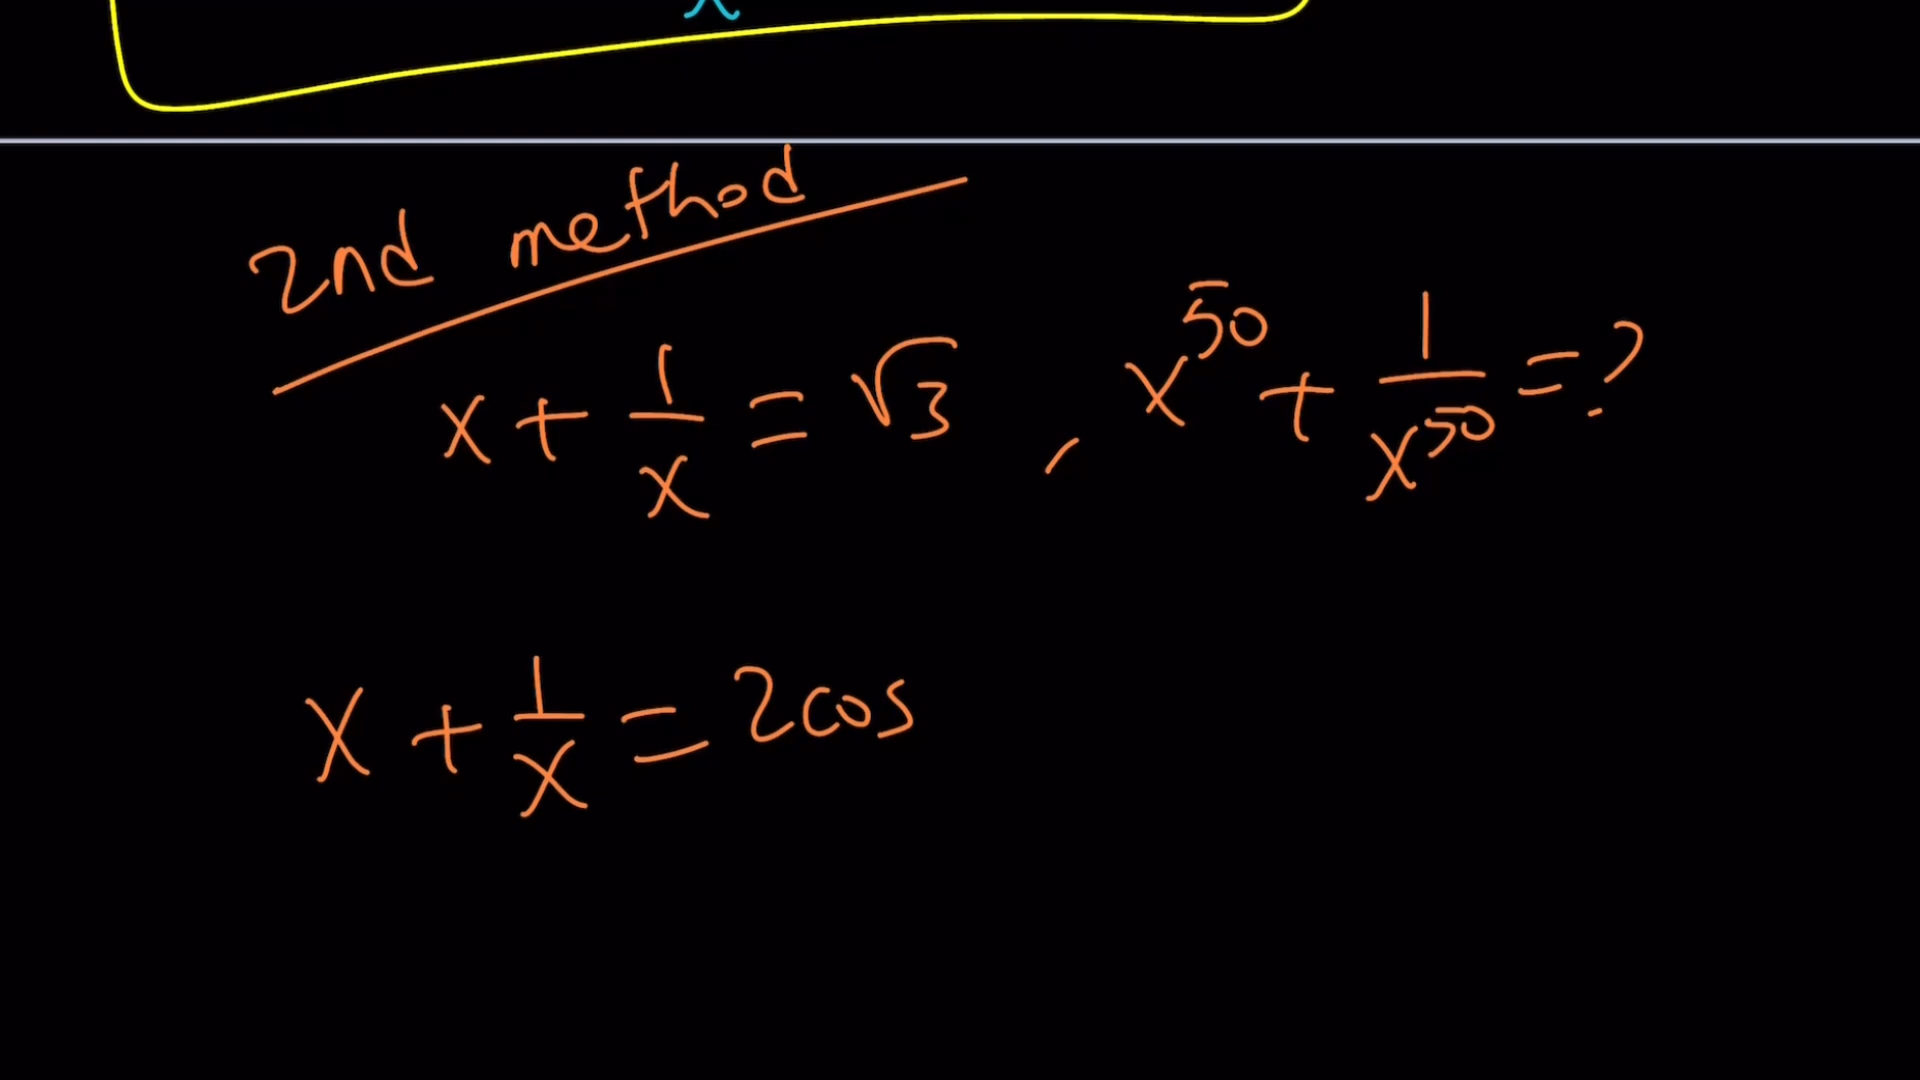 x
2nd method
x + 1/x = √3 , x^50 + 1/x^50 = ?
x + 1/x = 2cos